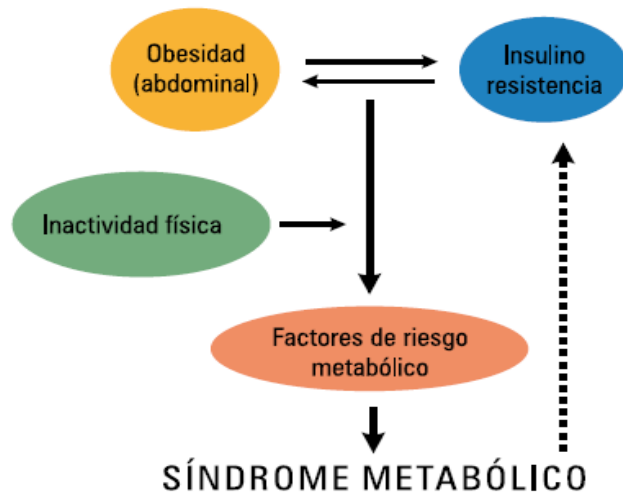 Obesidad
(abdominal)
Insulino
resistencia
Inactividad física
Factores de riesgo
metabólico
SÍNDROME METABÓLICO